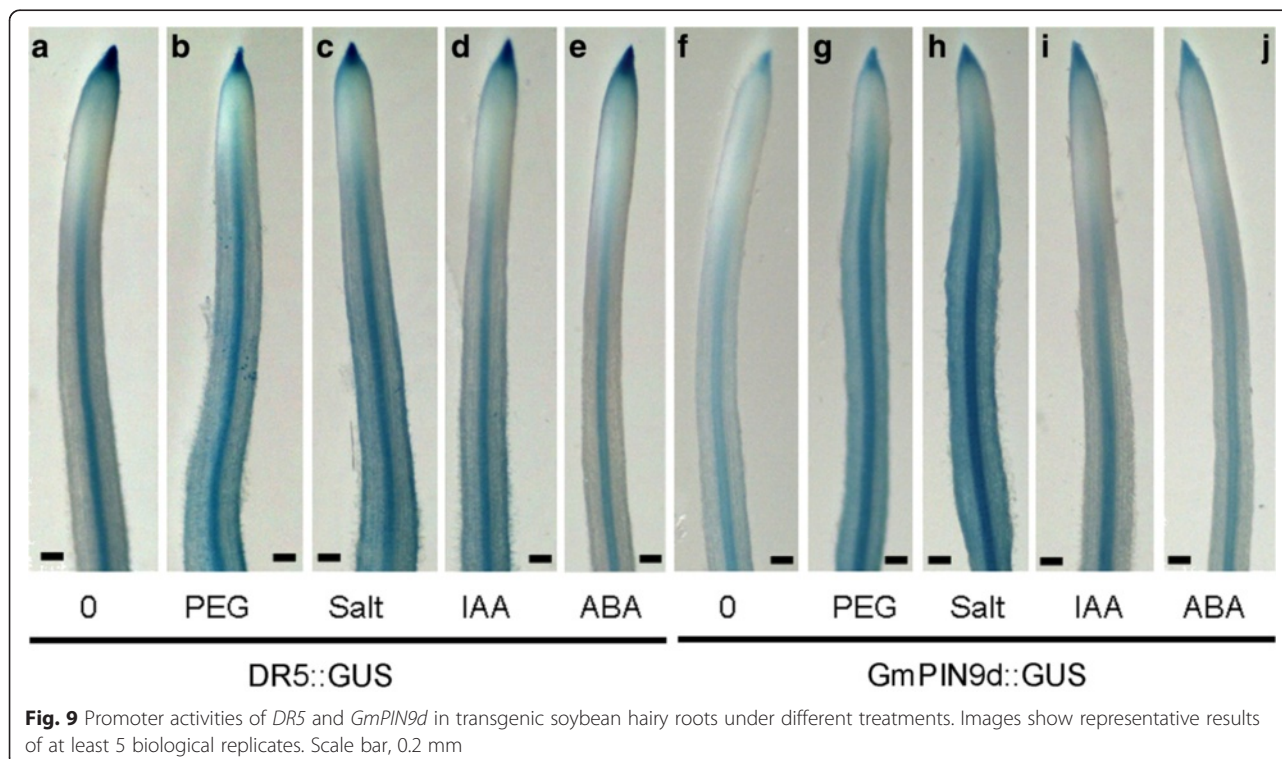 a b c d e f g h i j
0 PEG Salt IAA ABA 0 PEG Salt IAA ABA
DR5::GUS GmPIN9d::GUS
Fig. 9 Promoter activities of DR5 and GmPIN9d in transgenic soybean hairy roots under different treatments. Images show representative results
of at least 5 biological replicates. Scale bar, 0.2 mm